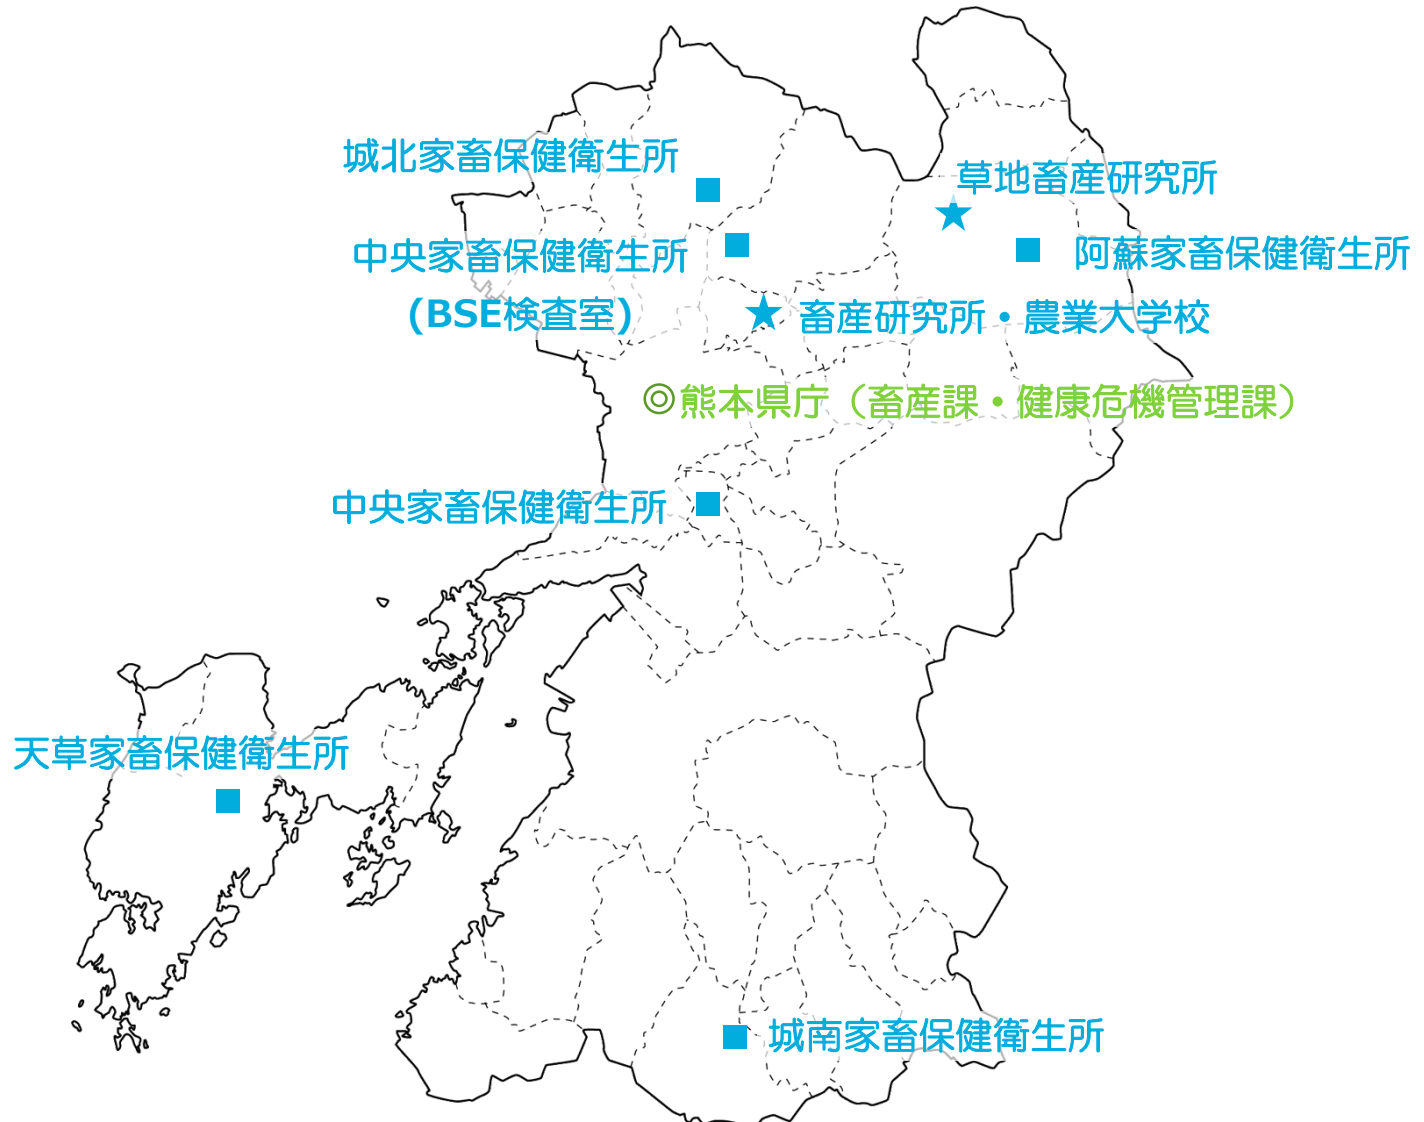 城北家畜保健衛生所
草地畜産研究所
中央家畜保健衛生所
(BSE検査室)
阿蘇家畜保健衛生所
畜産研究所・農業大学校
熊本県庁（畜産課・健康危機管理課）
中央家畜保健衛生所
天草家畜保健衛生所
城南家畜保健衛生所